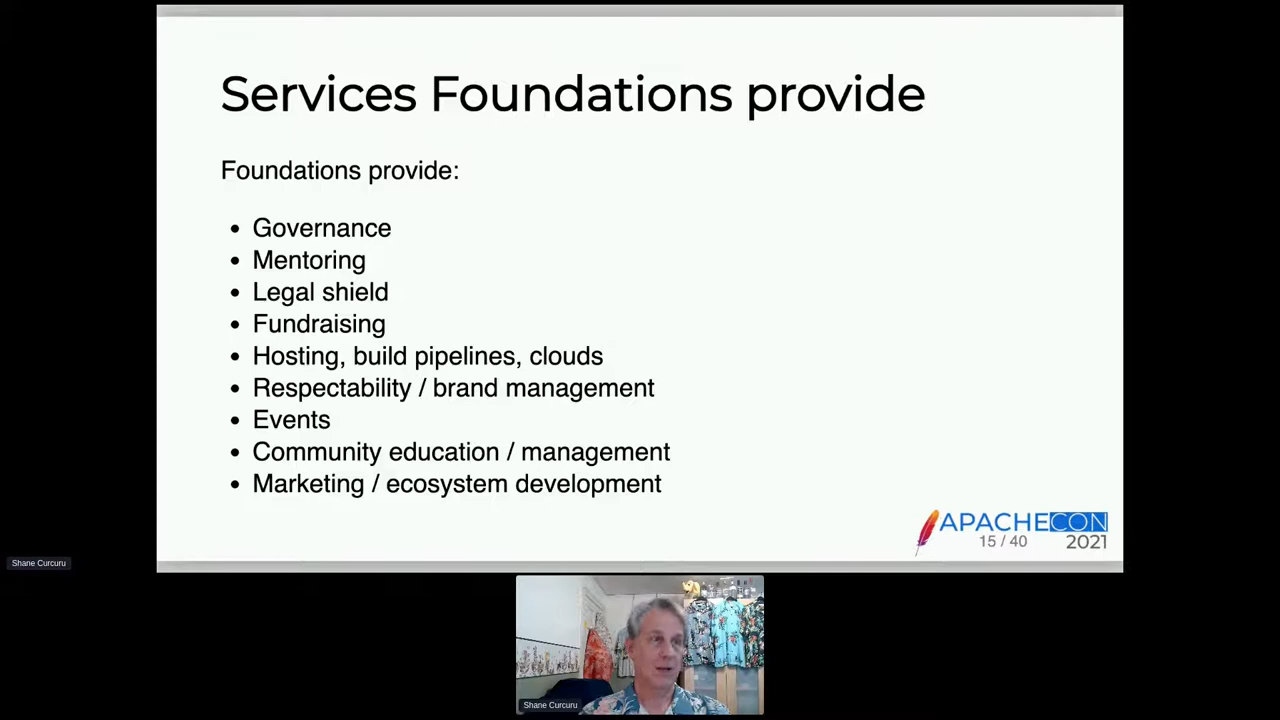 Services Foundations provide
Foundations provide:
• Governance
• Mentoring
• Legal shield
• Fundraising
• Hosting, build pipelines, clouds
• Respectability / brand management
• Events
• Community education / management
• Marketing / ecosystem development
APACHECON
15 / 40
2021
Shane Curcuru
Shane Curcuru